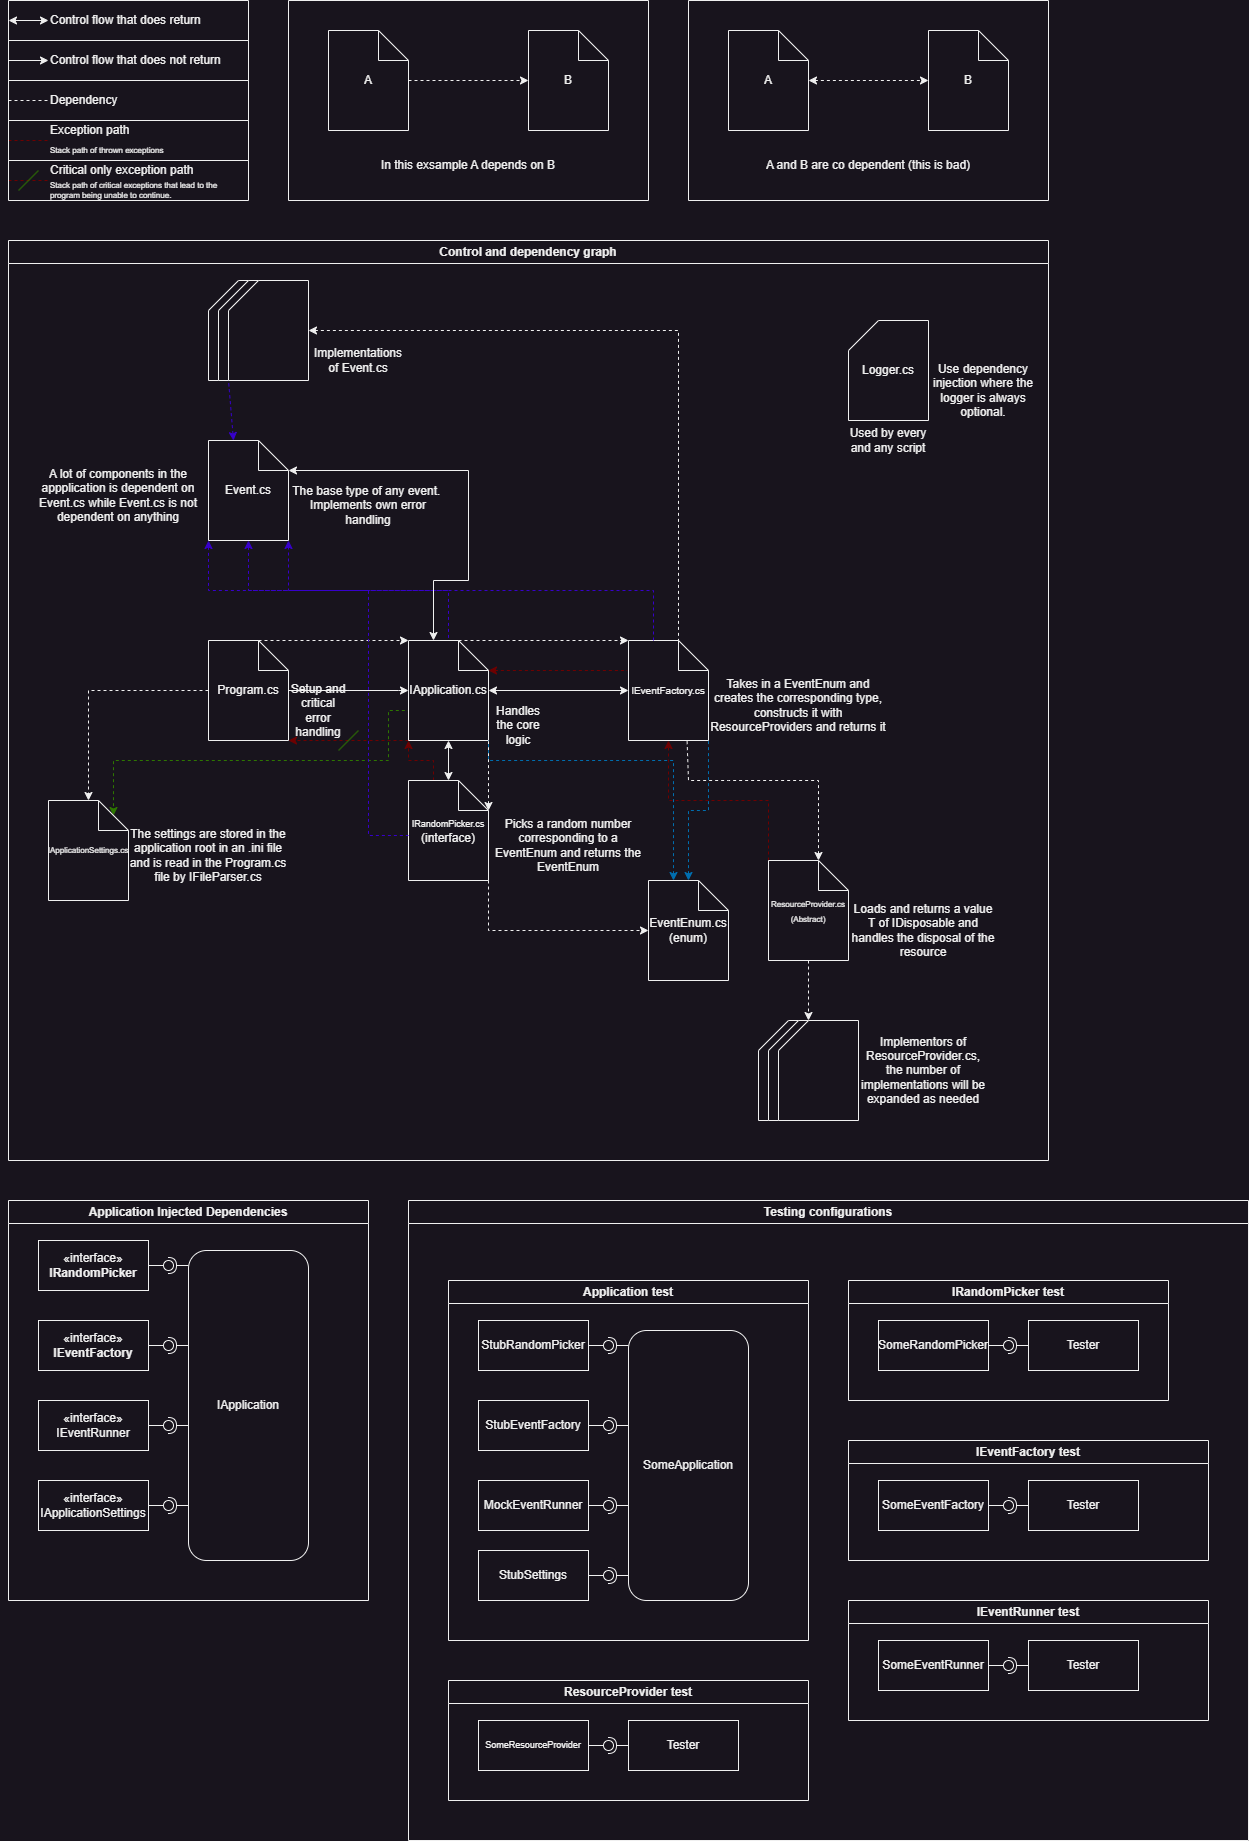 Control flow that does return
Control flow that does not return
Dependency
Exception path
Stack path of thrown exceptions
Critical only exception path
Stack path of critical exceptions that lead to the
program being unable to continue.
A
B
In this exsample A depends on B
A
B
A and B are co dependent (this is bad)
Control and dependency graph
Implementations
of Event.cs
Logger.cs
Use dependency
injection where the
logger is always
optional.
Used by every
and any script
A lot of components in the
appplication is dependent on
Event.cs while Event.cs is not
dependent on anything
Event.cs
The base type of any event.
Implements own error
handling
Program.cs
Setup and
critical
error
handling
IApplication.cs
Handles
the core
logic
IEventFactory.cs
Takes in a EventEnum and
creates the corresponding type,
constructs it with
ResourceProviders and returns it
IApplicationSettings.cs
The settings are stored in the
application root in an .ini file
and is read in the Program.cs
file by IFileParser.cs
IRandomPicker.cs
(interface)
Picks a random number
corresponding to a
EventEnum and returns the
EventEnum
EventEnum.cs
(enum)
ResourceProvider.cs
(Abstract)
Loads and returns a value
T of IDisposable and
handles the disposal of the
resource
Implementors of
ResourceProvider.cs,
the number of
implementations will be
expanded as needed
Application Injected Dependencies
«interface»
IRandomPicker
«interface»
IEventFactory
«interface»
IEventRunner
«interface»
IApplicationSettings
IApplication
Testing configurations
Application test
StubRandomPicker
StubEventFactory
MockEventRunner
StubSettings
SomeApplication
IRandomPicker test
SomeRandomPicker
Tester
IEventFactory test
SomeEventFactory
Tester
IEventRunner test
SomeEventRunner
Tester
ResourceProvider test
SomeResourceProvider
Tester